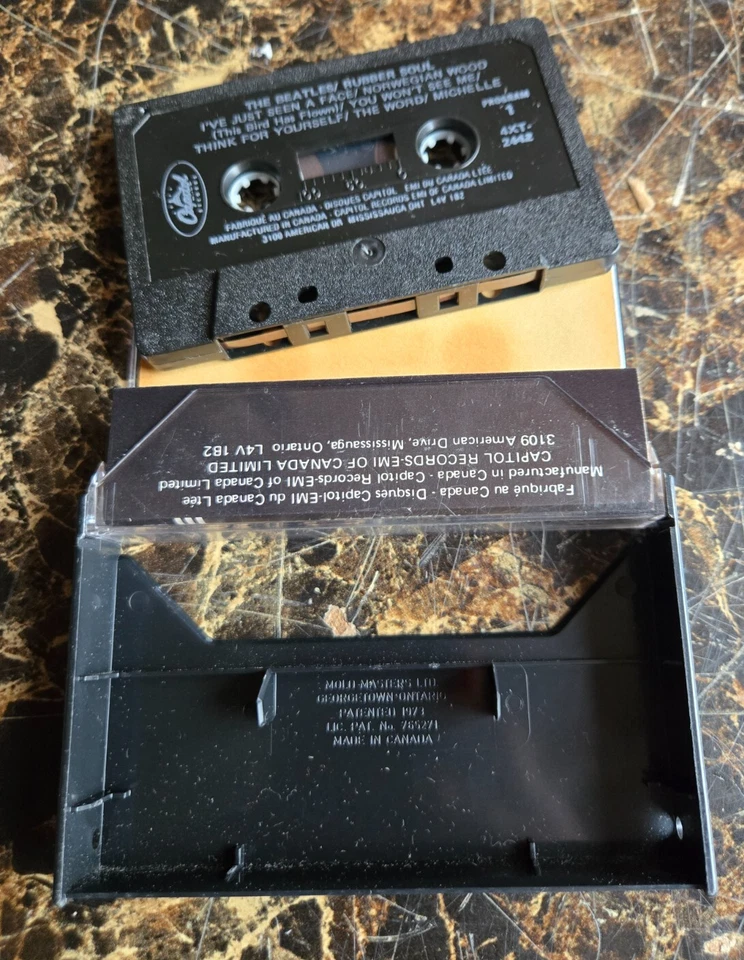 THE BEATLES/ RUBBER SOUL
I'VE JUST SEEN A FACE/ NORWEGIAN WOOD
(This Bird Has Flown)/ YOU WON'T SEE ME/
THINK FOR YOURSELF/ THE WORD/ MICHELLE
PROGRAM
1
4XT-
2442
Capitol
RECORDS
100 50 0
FABRIQUÉ AU CANADA · DISQUES CAPITOL EMI DU CANADA LTÉE
MANUFACTURED IN CANADA · CAPITOL RECORDS EMI OF CANADA LIMITED
3109 AMERICAN DR MISSISSAUGA ONT L4V 1B2
Fabriqué au Canada · Disques Capitol-EMI du Canada Ltée
Manufactured in Canada · Capitol Records-EMI of Canada Limited
CAPITOL RECORDS-EMI OF CANADA LIMITED
3109 American Drive, Mississauga, Ontario L4V 1B2
MOLD-MASTERS LTD.
GEORGETOWN·ONTARIO
PATENTED 1973
LIC. PAT. No. 765271
MADE IN CANADA